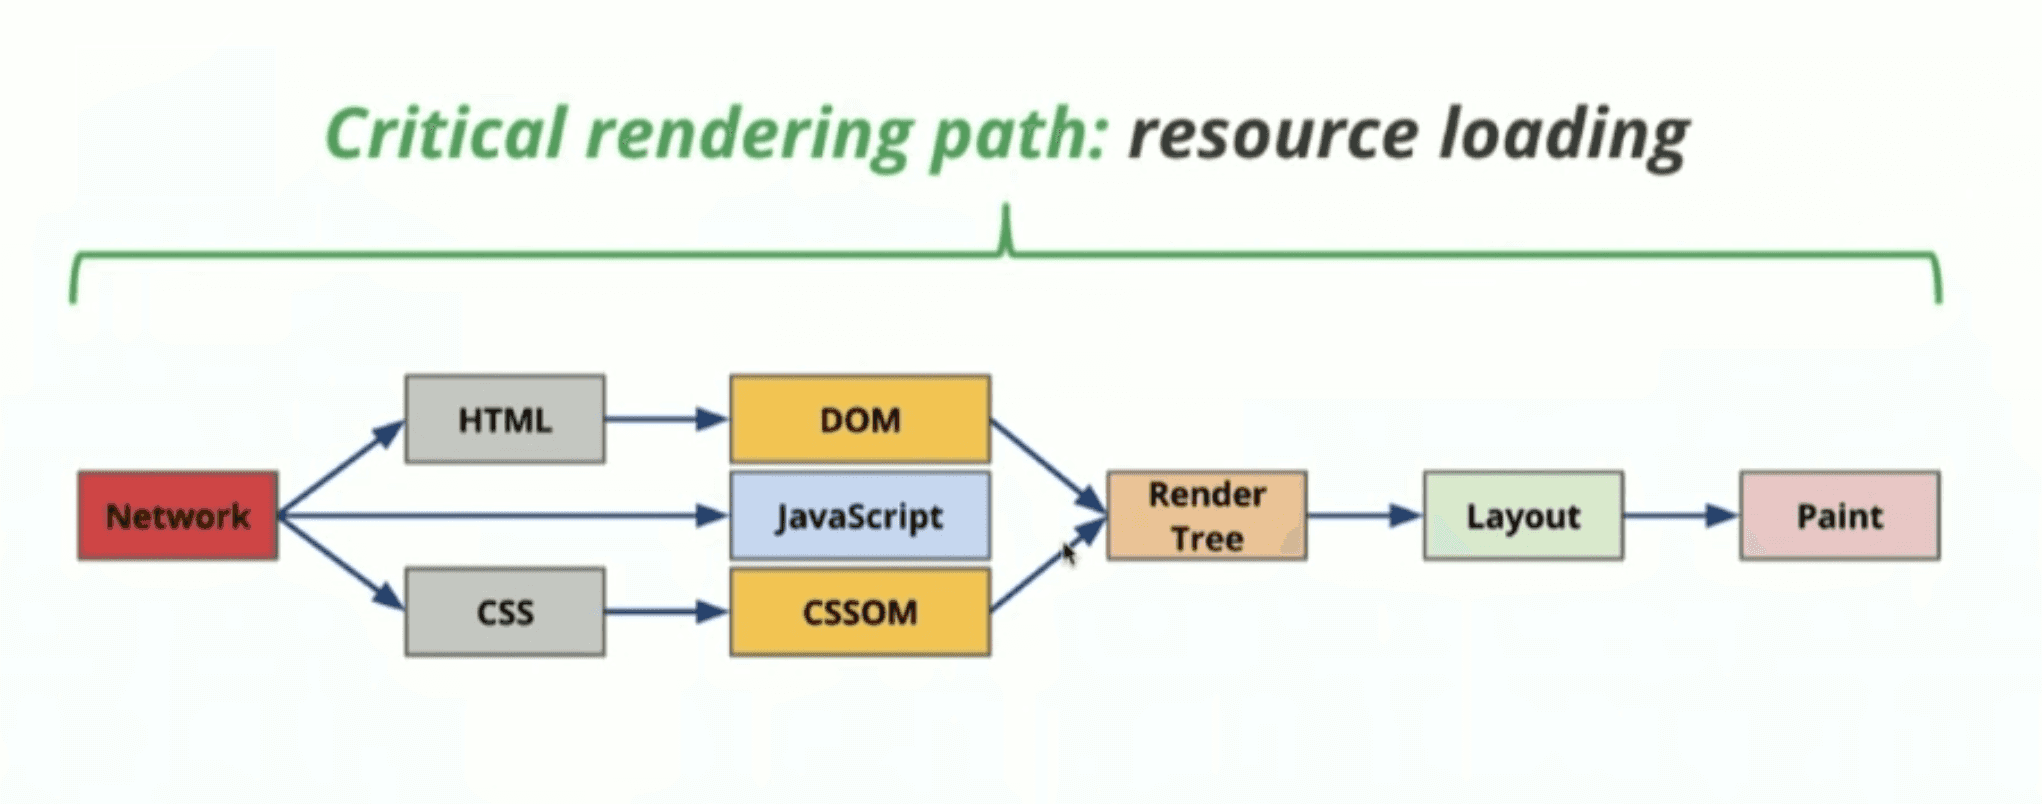 Critical rendering path: resource loading
HTML
DOM
Network
JavaScript
Render
Tree
Layout
Paint
CSS
CSSOM